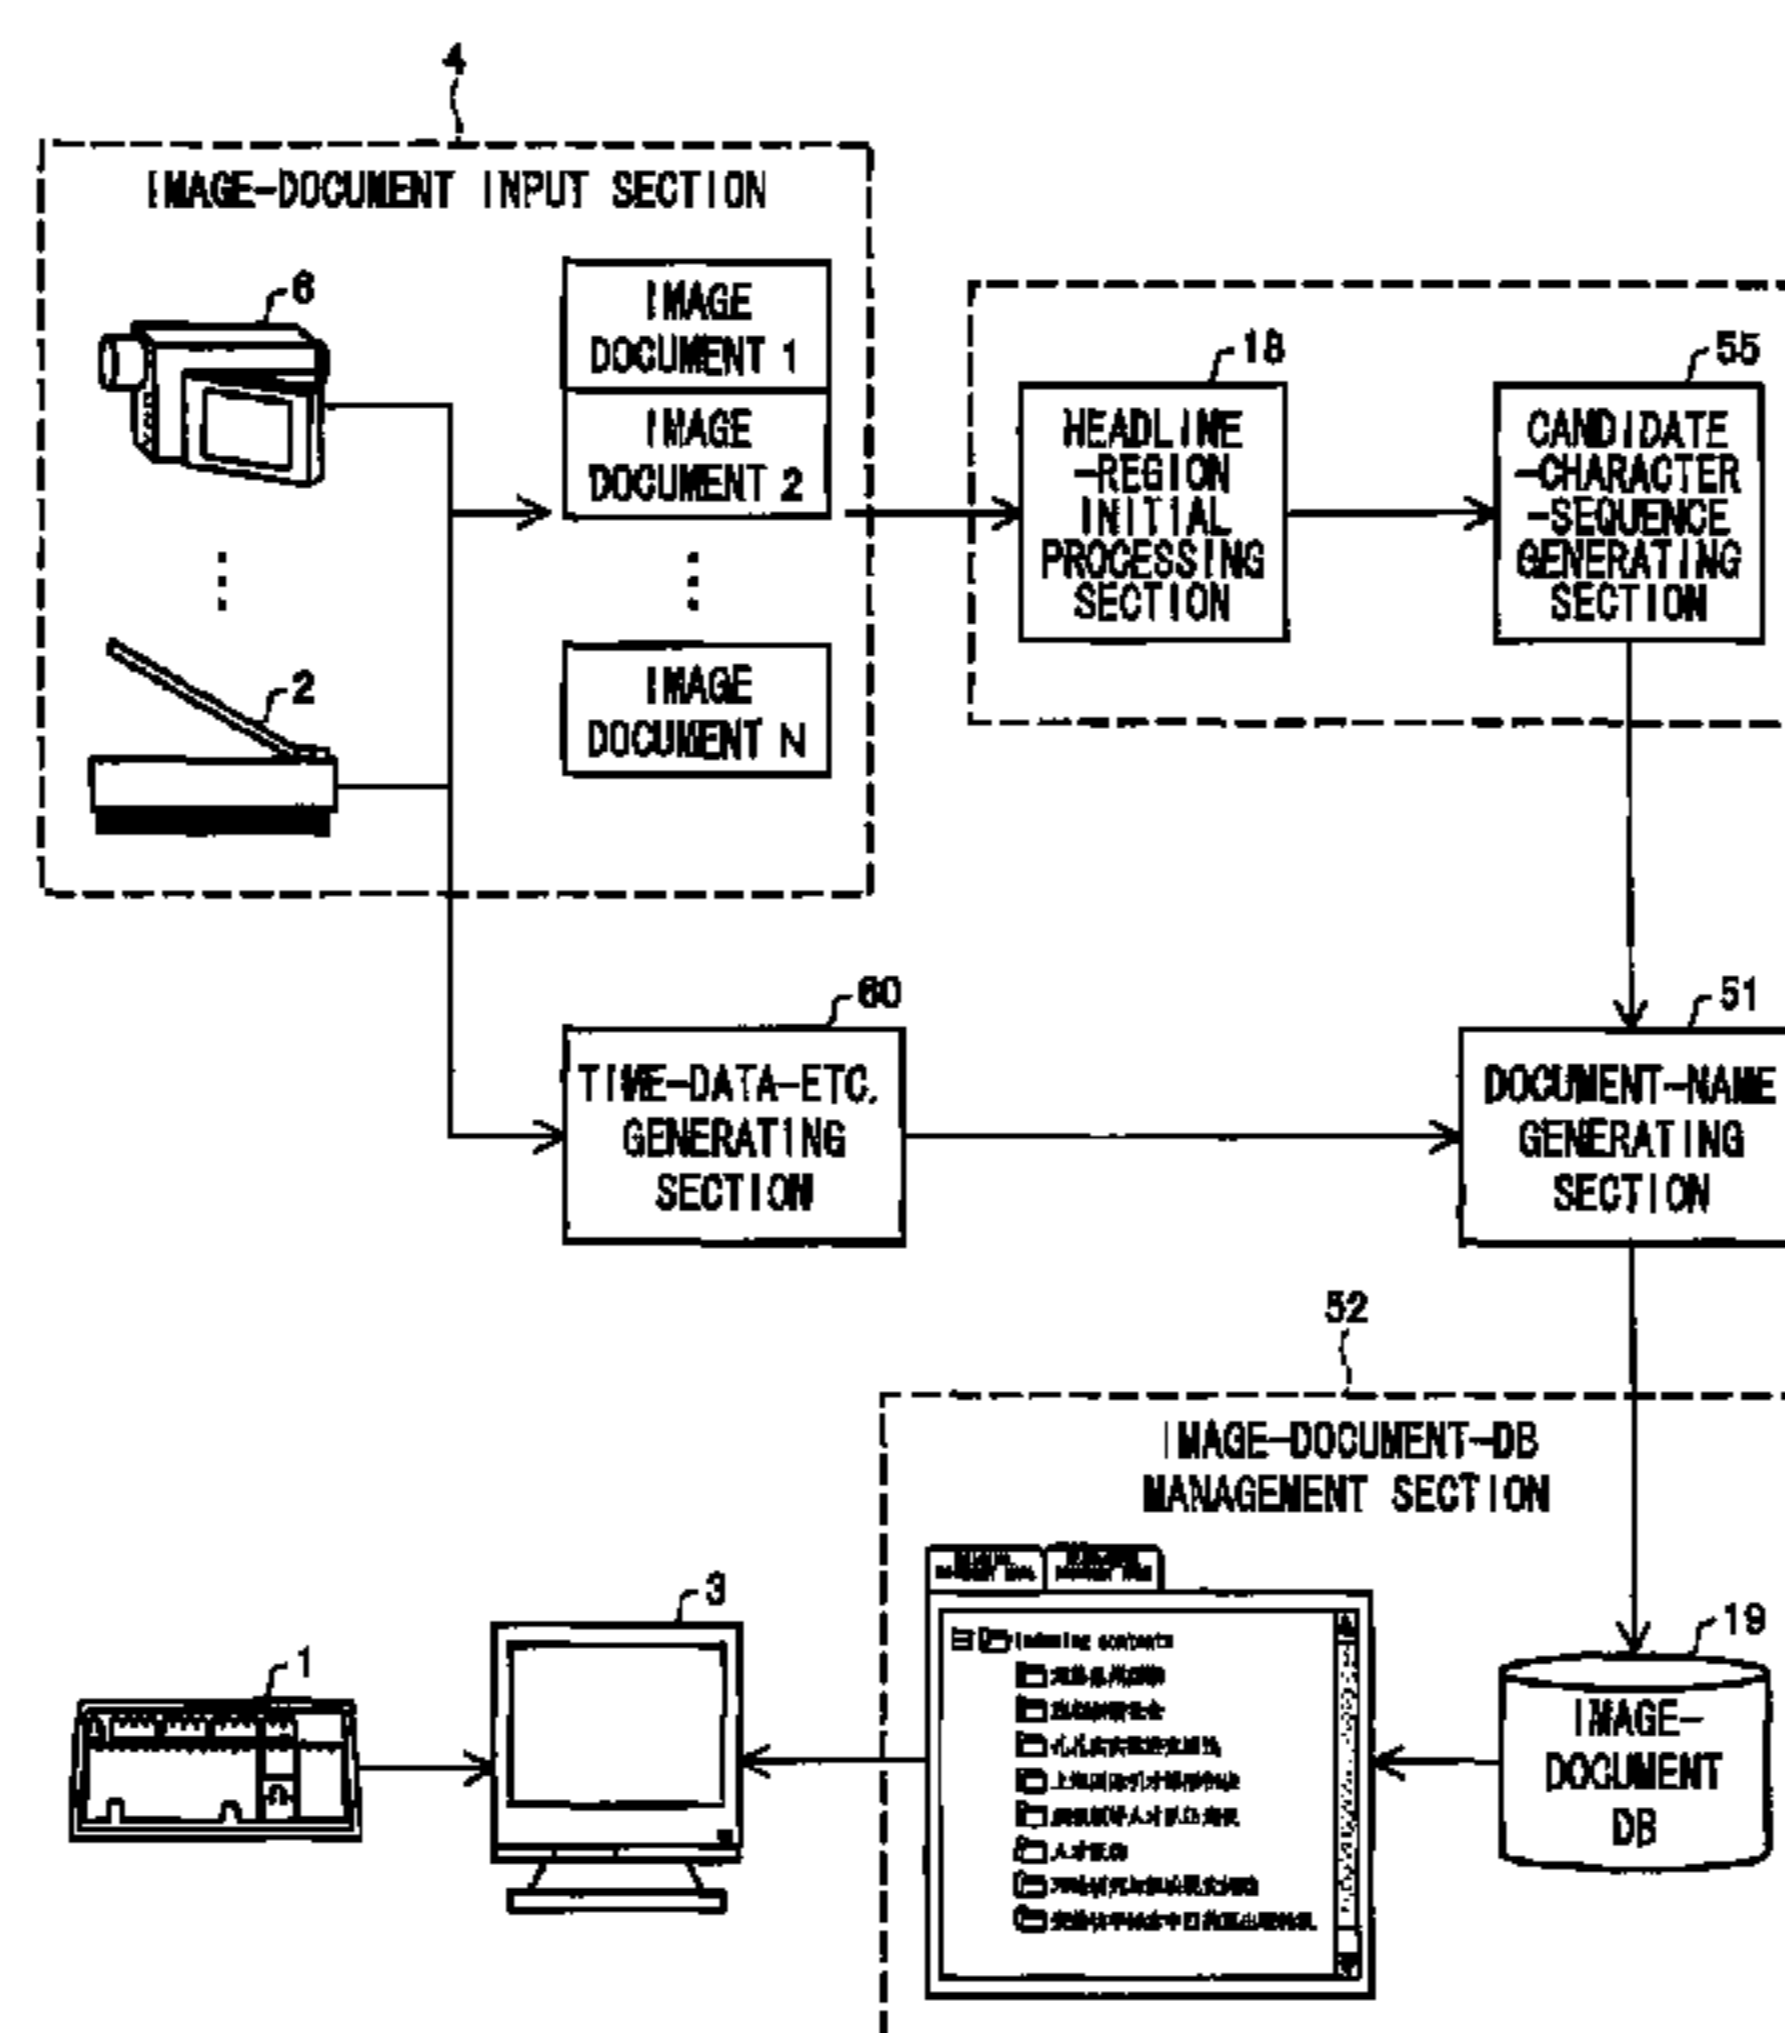 4
IMAGE-DOCUMENT INPUT SECTION
6
IMAGE
DOCUMENT 1
IMAGE
DOCUMENT 2
2
IMAGE
DOCUMENT N
18
HEADLINE
-REGION
INITIAL
PROCESSING
SECTION
55
CANDIDATE
-CHARACTER
-SEQUENCE
GENERATING
SECTION
60
TIME-DATA-ETC.
GENERATING
SECTION
51
DOCUMENT-NAME
GENERATING
SECTION
52
IMAGE-DOCUMENT-DB
MANAGEMENT SECTION
contents
19
IMAGE-
DOCUMENT
DB
3
1